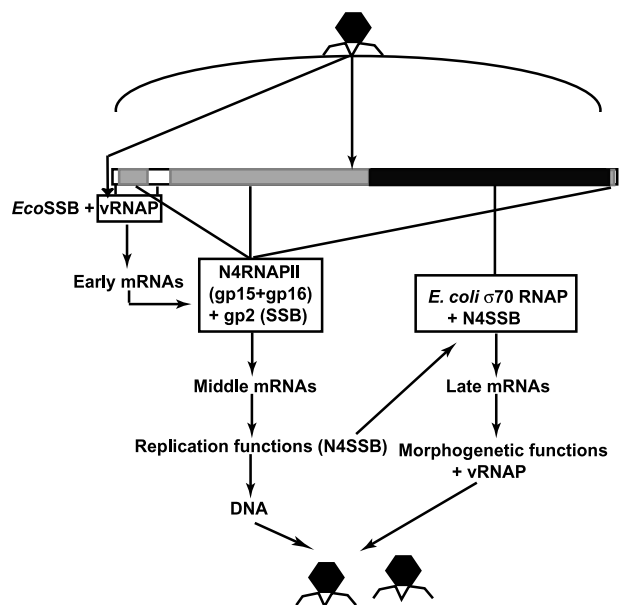 EcoSSB + vRNAP
Early mRNAs
N4RNAPII
(gp15+gp16)
+ gp2 (SSB)
E. coli σ70 RNAP
+ N4SSB
Middle mRNAs
Late mRNAs
Replication functions (N4SSB)
Morphogenetic functions
+ vRNAP
DNA